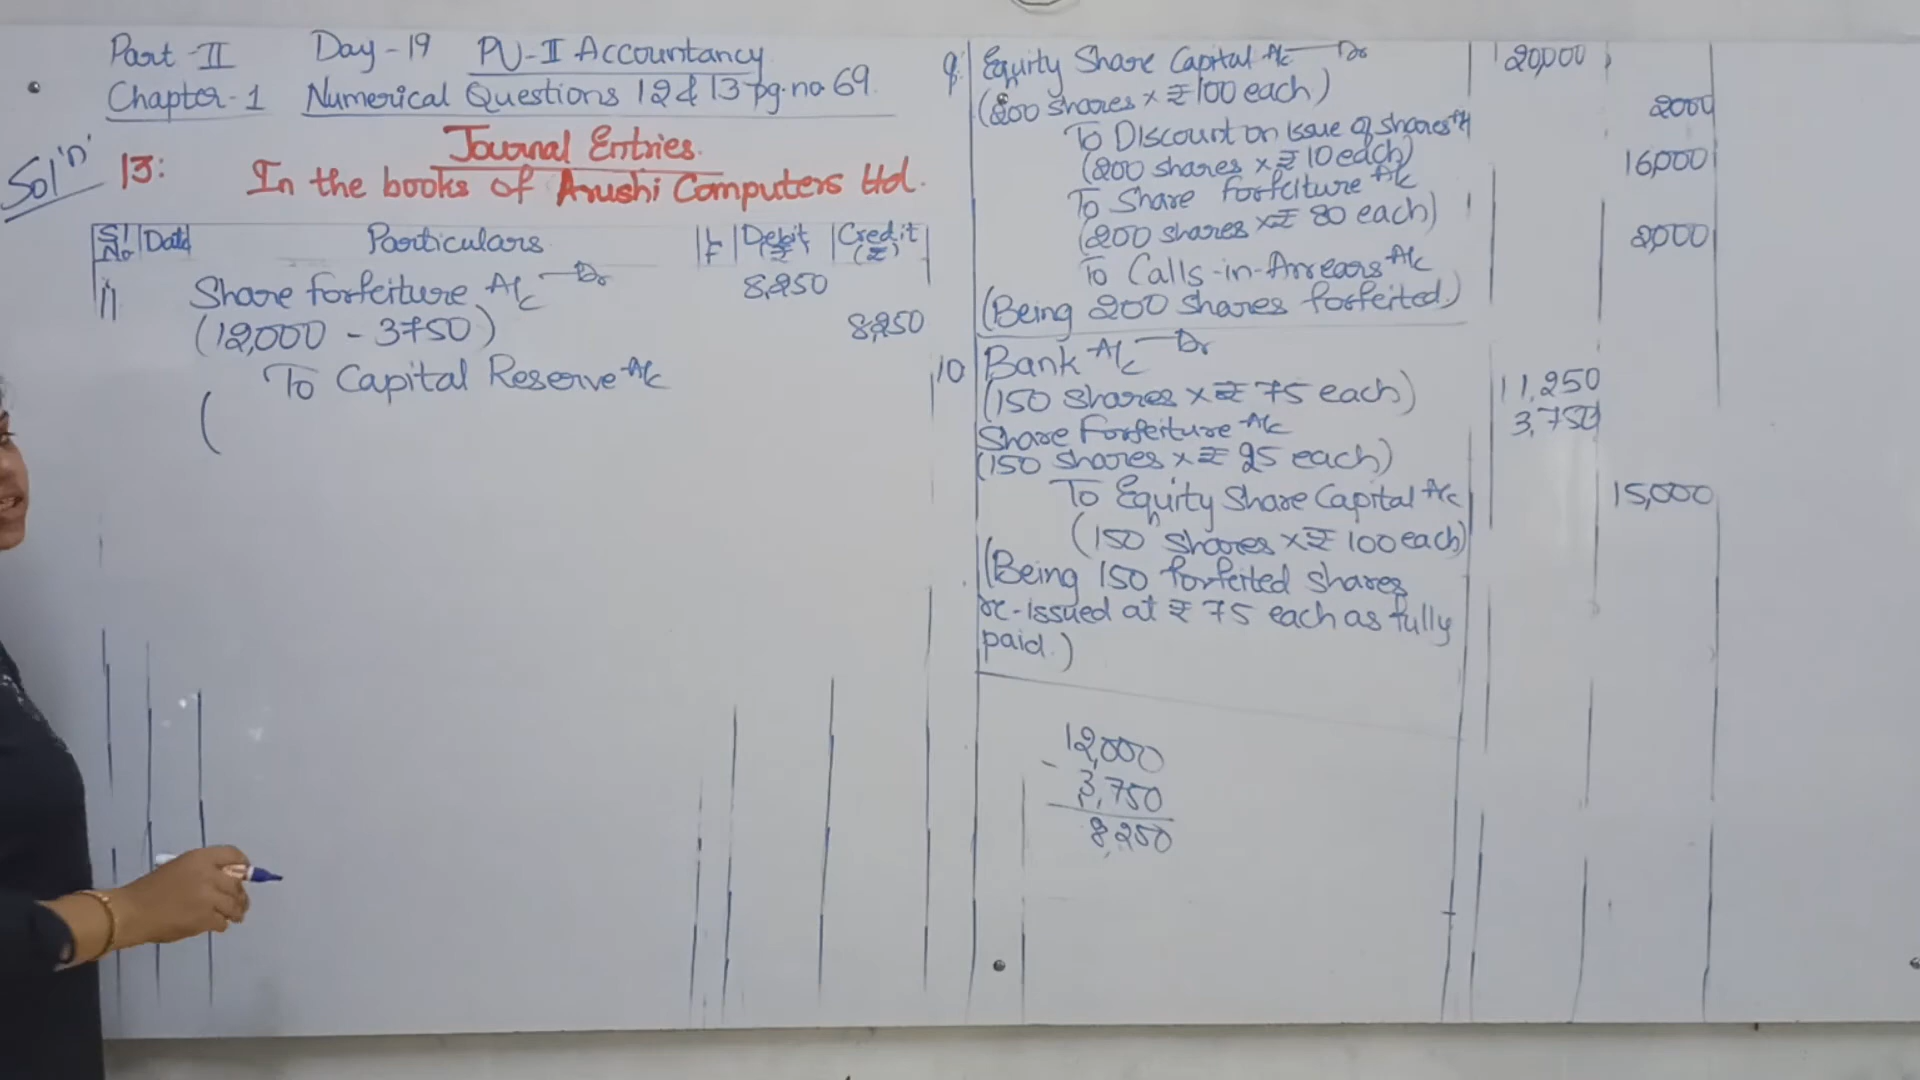 Part-II Day-19 PU-II Accountancy
Chapter-1 Numerical Questions 12 & 13 pg.no 69.
Journal Entries.
Sol'n' 13: In the books of Arushi Computers Ltd.
Sl No Date Particulars LF Debit (₹) Credit (₹)
11 Share forfeiture A/c Dr 8,250
(12,000 - 3750) 8,250
To Capital Reserve A/c
(
9. Equity Share Capital A/c Dr 20,000
(200 shares × ₹100 each)
To Discount on issue of shares A/c 2000
(200 shares × ₹10 each)
To Share forfeiture A/c 16,000
(200 shares × ₹ 80 each)
To Calls-in-Arrears A/c 2,000
(Being 200 shares forfeited.)
10 Bank A/c Dr
(150 shares × ₹ 75 each) 11,250
Share Forfeiture A/c 3,750
(150 shares × ₹ 25 each)
To Equity Share Capital A/c 15,000
(150 shares × ₹ 100 each)
(Being 150 forfeited shares
re-issued at ₹ 75 each as fully
paid.)
12,000
- 3,750
8,250